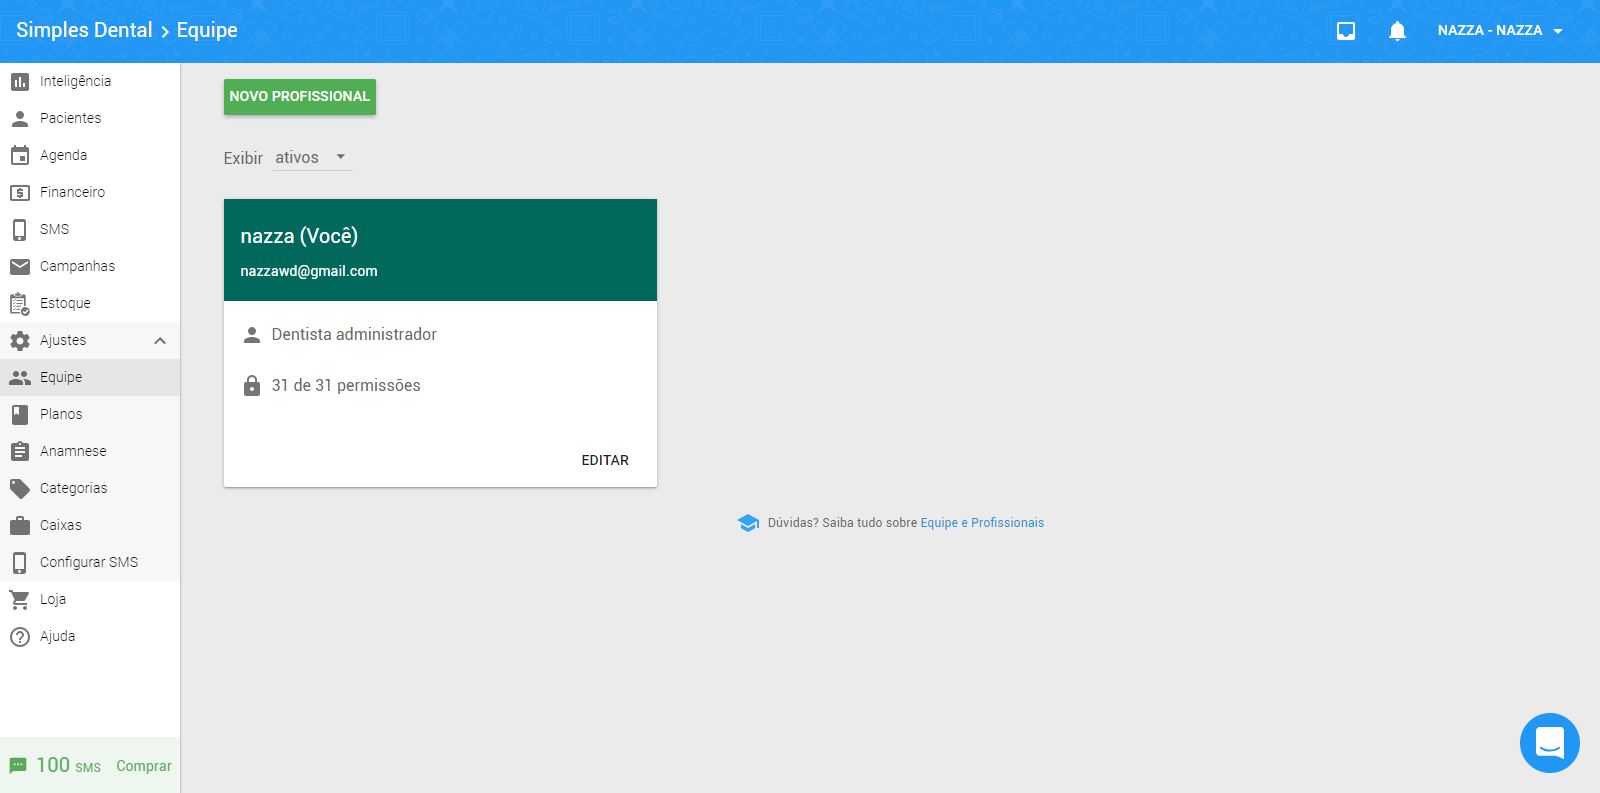 Simples Dental > Equipe
NAZZA - NAZZA
Inteligência
Pacientes
Agenda
Financeiro
SMS
Campanhas
Estoque
Ajustes
Equipe
Planos
Anamnese
Categorias
Caixas
Configurar SMS
Loja
Ajuda
100 SMS Comprar
NOVO PROFISSIONAL
Exibir ativos
nazza (Você)
nazzawd@gmail.com
Dentista administrador
31 de 31 permissões
EDITAR
Dúvidas? Saiba tudo sobre Equipe e Profissionais